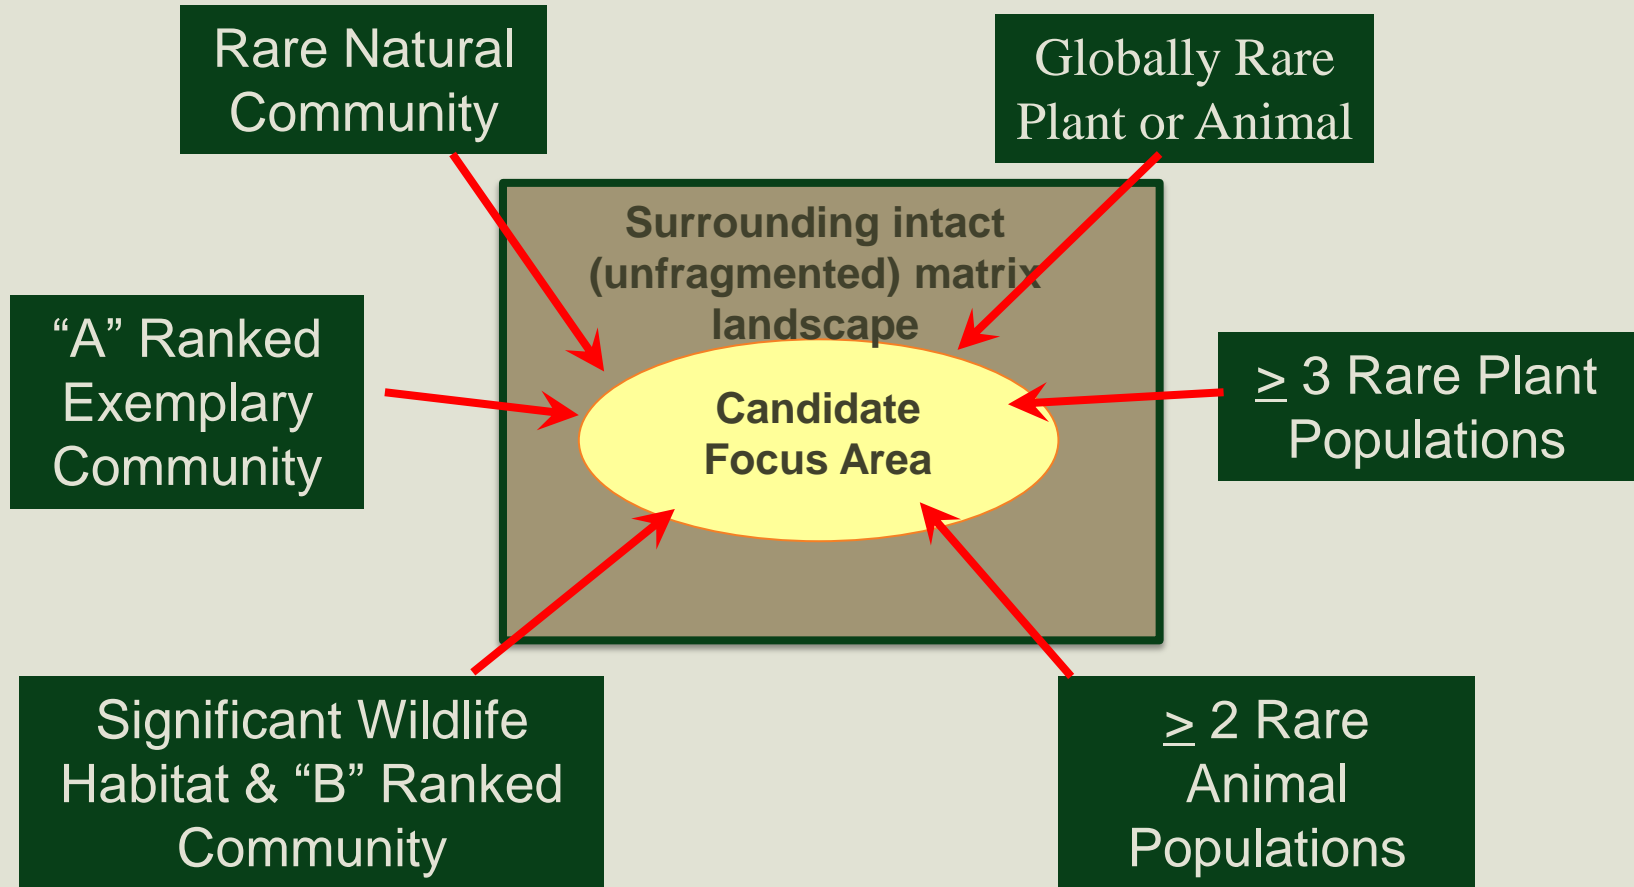 Rare Natural
Community
Globally Rare
Plant or Animal
Surrounding intact
(unfragmented) matrix
landscape
“A” Ranked
Exemplary
Community
Candidate
Focus Area
≥ 3 Rare Plant
Populations
Significant Wildlife
Habitat & “B” Ranked
Community
≥ 2 Rare
Animal
Populations